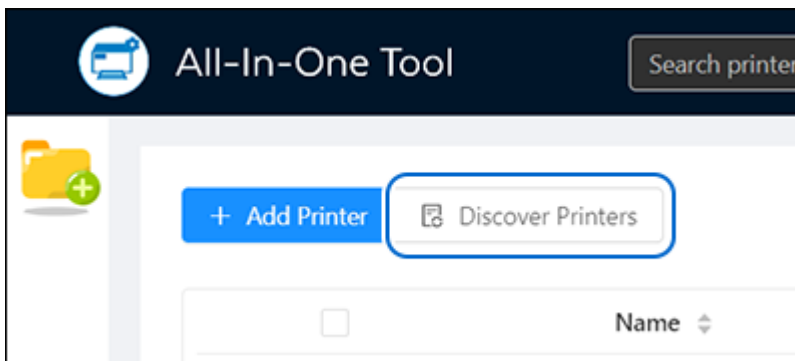 All-In-One Tool
Search printer
+ Add Printer
Discover Printers
Name